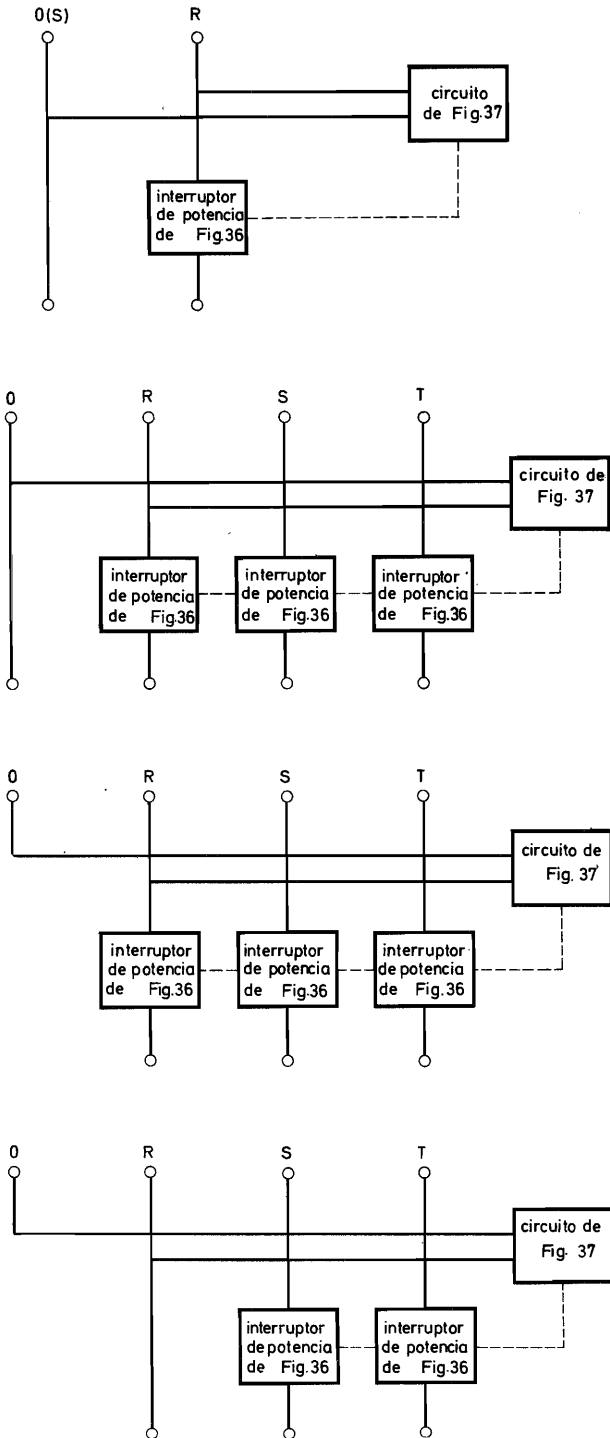 0(S) R
circuito
de Fig.37
interruptor
de potencia
de Fig.36
0 R S T
circuito de
Fig. 37
interruptor
de potencia
de Fig.36
interruptor
de potencia
de Fig.36
interruptor
de potencia
de Fig.36
0 R S T
circuito de
Fig. 37
interruptor
de potencia
de Fig.36
interruptor
de potencia
de Fig.36
interruptor
de potencia
de Fig.36
0 R S T
circuito de
Fig. 37
interruptor
de potencia
de Fig.36
interruptor
de potencia
de Fig.36